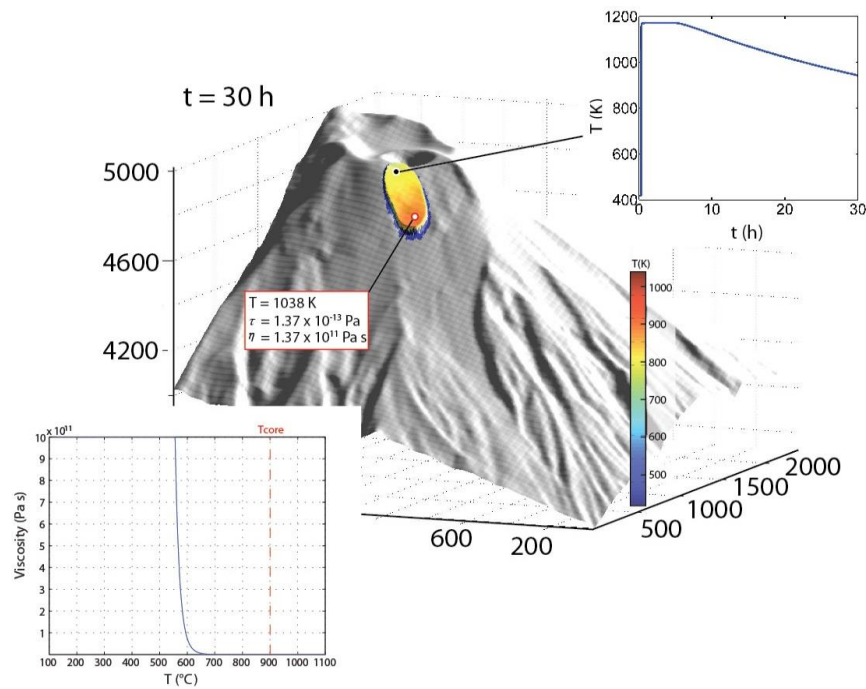 t = 30 h
1200
1000
800
600
400
T (K)
0
10
20
30
t (h)
5000
4600
4200
T = 1038 K
τ = 1.37 x 10⁻¹³ Pa
η = 1.37 x 10¹¹ Pa s
T(K)
1000
900
800
700
600
500
600
200
500
1000
1500
2000
10 x 10¹¹
Tcore
9
8
7
6
5
4
3
2
1
Viscosity (Pa s)
100 200 300 400 500 600 700 800 900 1000 1100
T (°C)